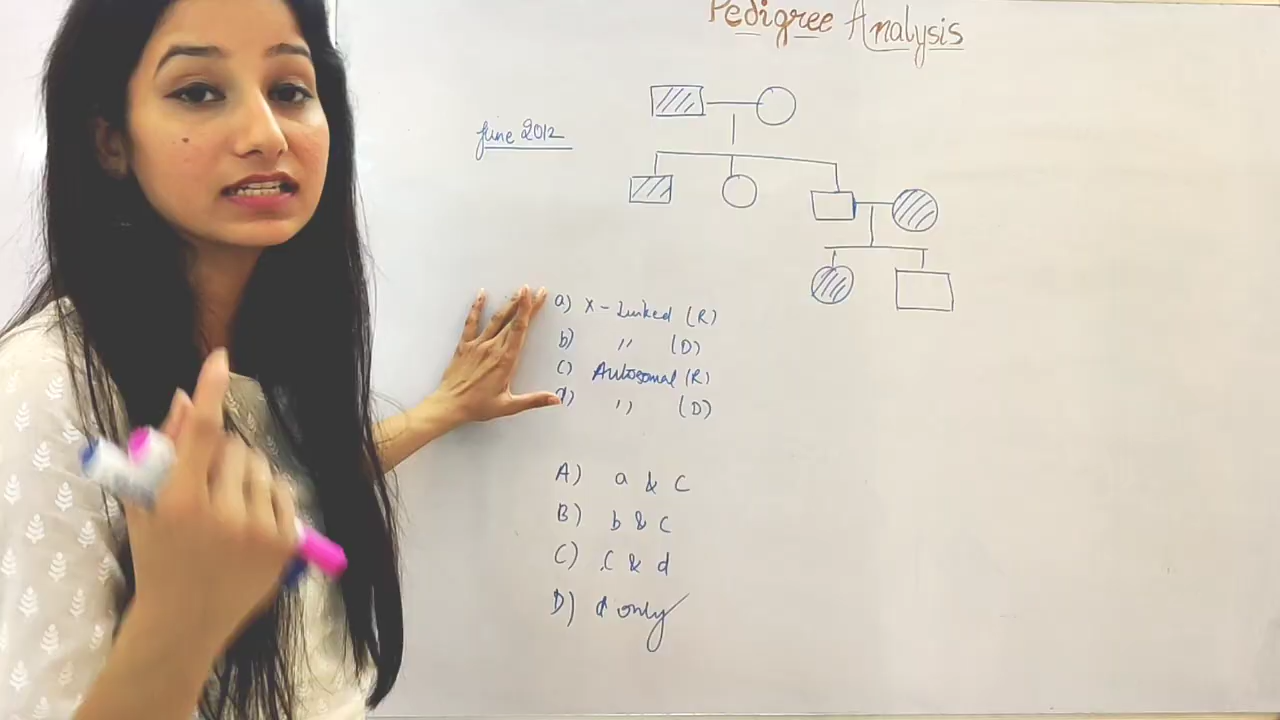 Pedigree Analysis
June 2012
a) X-Linked (R)
b) " (D)
c) Autosomal (R)
d) " (D)
A) a & c
B) b & c
C) c & d
D) d only